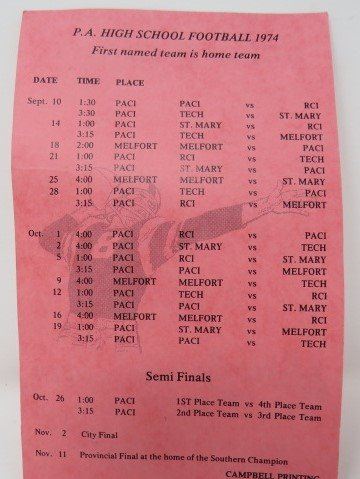 P.A. HIGH SCHOOL FOOTBALL 1974
First named team is home team
DATE TIME PLACE
Sept. 10 1:30 PACI PACI vs RCI
3:30 PACI TECH vs ST. MARY
14 1:00 PACI ST. MARY vs RCI
3:15 PACI TECH vs MELFORT
18 2:00 MELFORT MELFORT vs PACI
21 1:00 PACI RCI vs TECH
3:15 PACI ST. MARY vs PACI
25 4:00 MELFORT MELFORT vs ST. MARY
28 1:00 PACI TECH vs PACI
3:15 PACI RCI vs MELFORT
Oct. 1 4:00 PACI RCI vs PACI
2 4:00 PACI ST. MARY vs TECH
5 1:00 PACI RCI vs ST. MARY
3:15 PACI PACI vs MELFORT
9 4:00 MELFORT MELFORT vs TECH
12 1:00 PACI TECH vs RCI
3:15 PACI PACI vs ST. MARY
16 4:00 MELFORT MELFORT vs RCI
19 1:00 PACI ST. MARY vs MELFORT
3:15 PACI PACI vs TECH
Semi Finals
Oct. 26 1:00 PACI 1ST Place Team vs 4th Place Team
3:15 PACI 2nd Place Team vs 3rd Place Team
Nov. 2 City Final
Nov. 11 Provincial Final at the home of the Southern Champion
CAMPBELL PRINTING